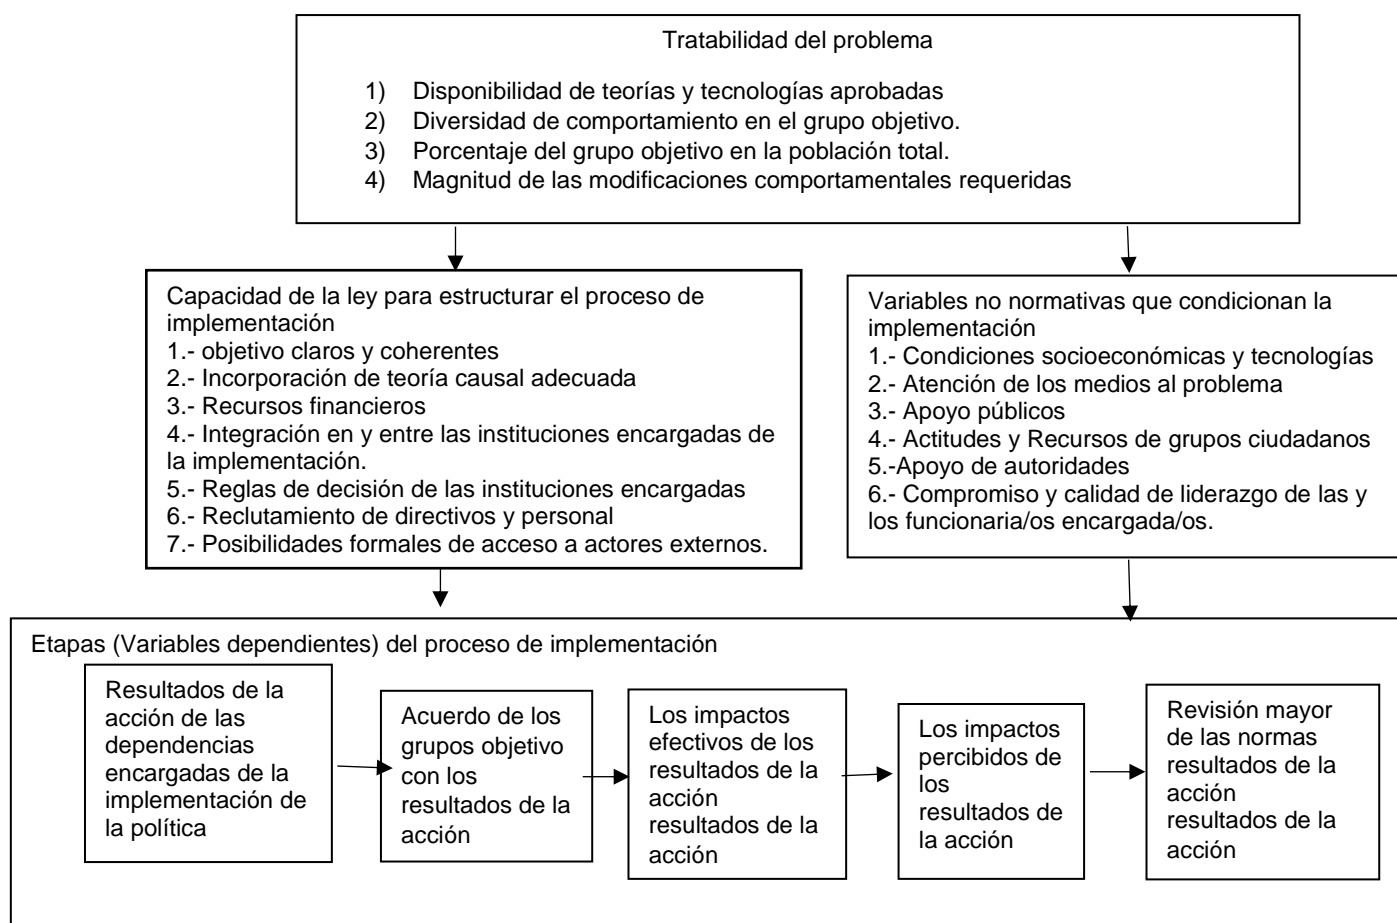 Tratabilidad del problema
1) Disponibilidad de teorías y tecnologías aprobadas
2) Diversidad de comportamiento en el grupo objetivo.
3) Porcentaje del grupo objetivo en la población total.
4) Magnitud de las modificaciones comportamentales requeridas
Capacidad de la ley para estructurar el proceso de
implementación
1.- objetivo claros y coherentes
2.- Incorporación de teoría causal adecuada
3.- Recursos financieros
4.- Integración en y entre las instituciones encargadas de
la implementación.
5.- Reglas de decisión de las instituciones encargadas
6.- Reclutamiento de directivos y personal
7.- Posibilidades formales de acceso a actores externos.
Variables no normativas que condicionan la
implementación
1.- Condiciones socioeconómicas y tecnologías
2.- Atención de los medios al problema
3.- Apoyo públicos
4.- Actitudes y Recursos de grupos ciudadanos
5.-Apoyo de autoridades
6.- Compromiso y calidad de liderazgo de las y
los funcionaria/os encargada/os.
Etapas (Variables dependientes) del proceso de implementación
Resultados de la
acción de las
dependencias
encargadas de la
implementación de
la política
Acuerdo de los
grupos objetivo
con los
resultados de la
acción
Los impactos
efectivos de los
resultados de la
acción
resultados de la
acción
Los impactos
percibidos de
los
resultados de
la acción
Revisión mayor
de las normas
resultados de la
acción
resultados de la
acción